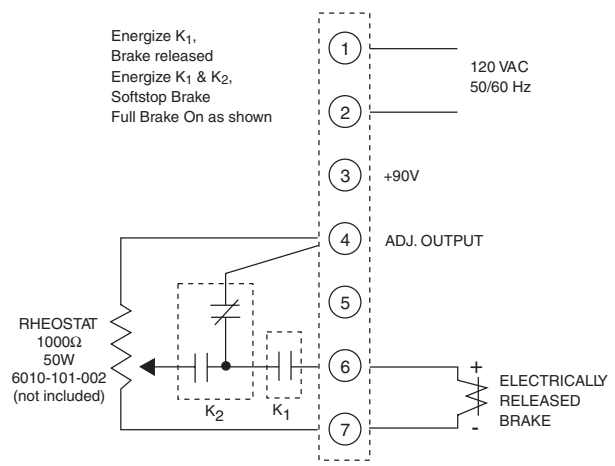 Energize K1,
Brake released
Energize K1 & K2,
Softstop Brake
Full Brake On as shown
1
120 VAC
50/60 Hz
2
3
+90V
4
ADJ. OUTPUT
5
RHEOSTAT
1000Ω
50W
6010-101-002
(not included)
K2
K1
6
7
+
ELECTRICALLY
RELEASED
BRAKE
-